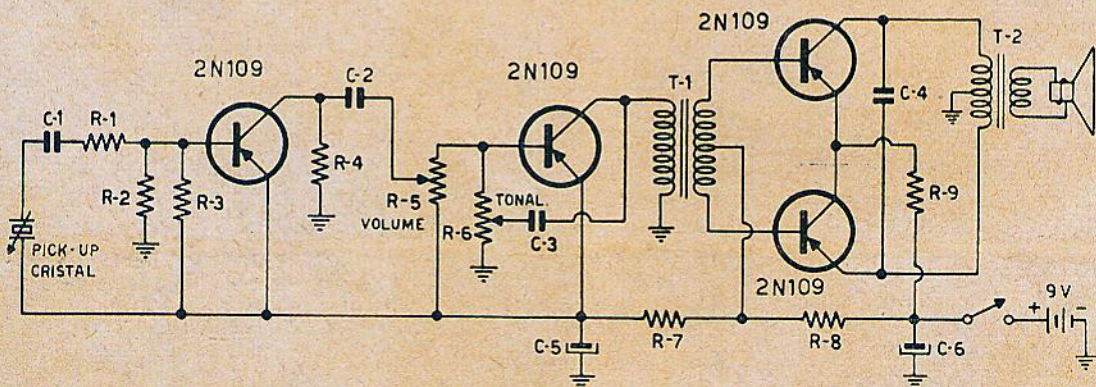 2N109
2N109
2N109
2N109
C-1
R-1
R-2
R-3
PICK-UP
CRISTAL
R-4
C-2
R-5
VOLUME
R-6
TONAL.
C-3
T-1
C-4
T-2
R-9
C-5
R-7
R-8
C-6
+
9V
-